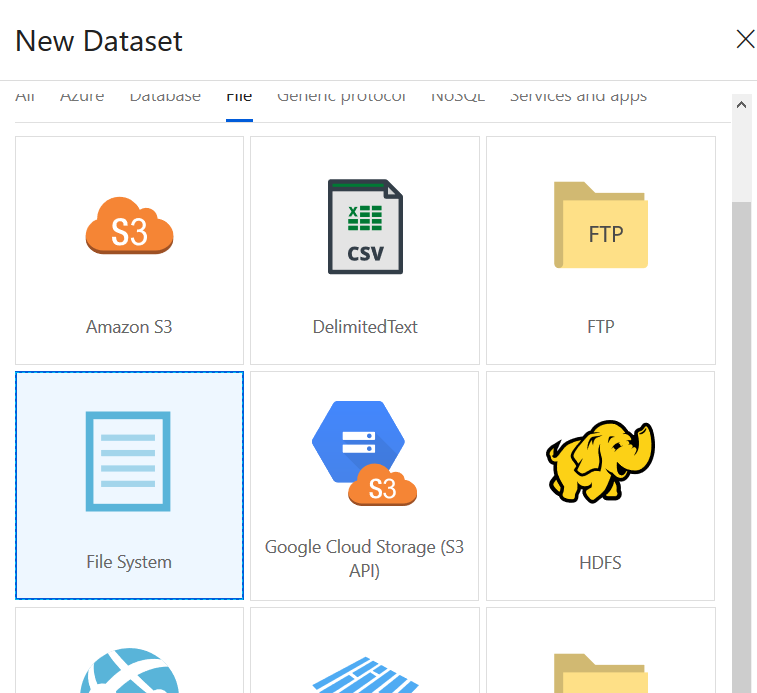 New Dataset
All Azure Database File Generic protocol NoSQL Services and apps
S3
X
CSV
FTP
Amazon S3
DelimitedText
FTP
S3
File System
Google Cloud Storage (S3
API)
HDFS